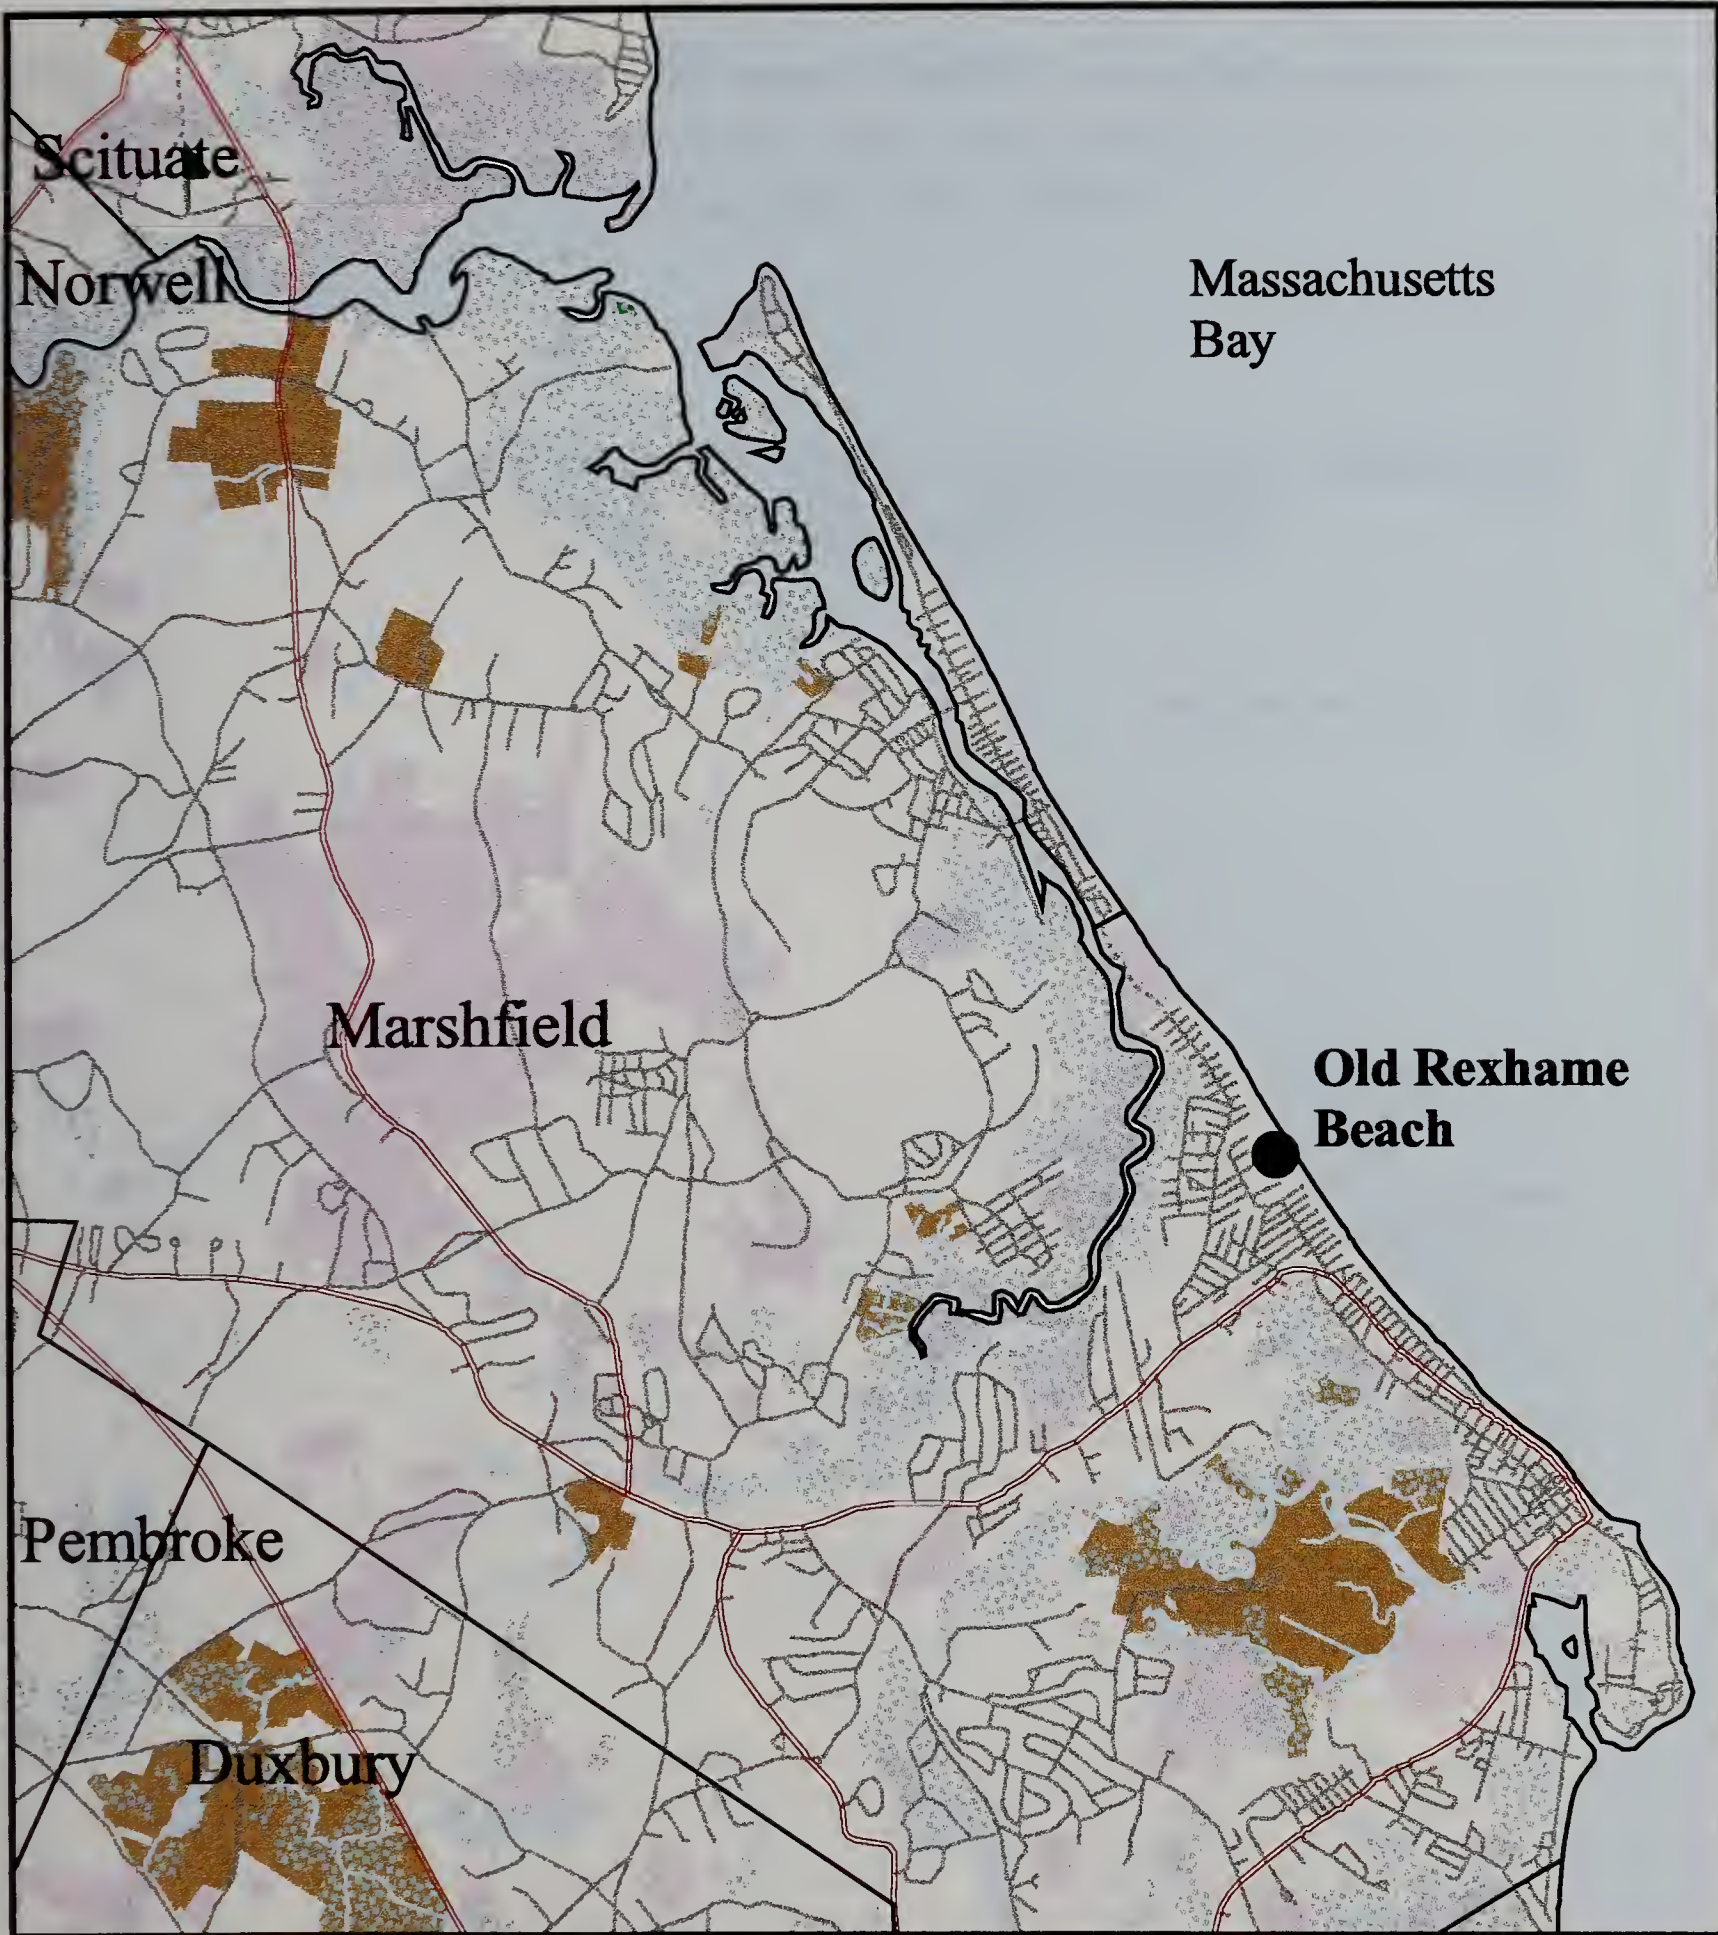 Scituate
Norwell
Massachusetts
Bay
Marshfield
Old Rexhame
Beach
Pembroke
Duxbury